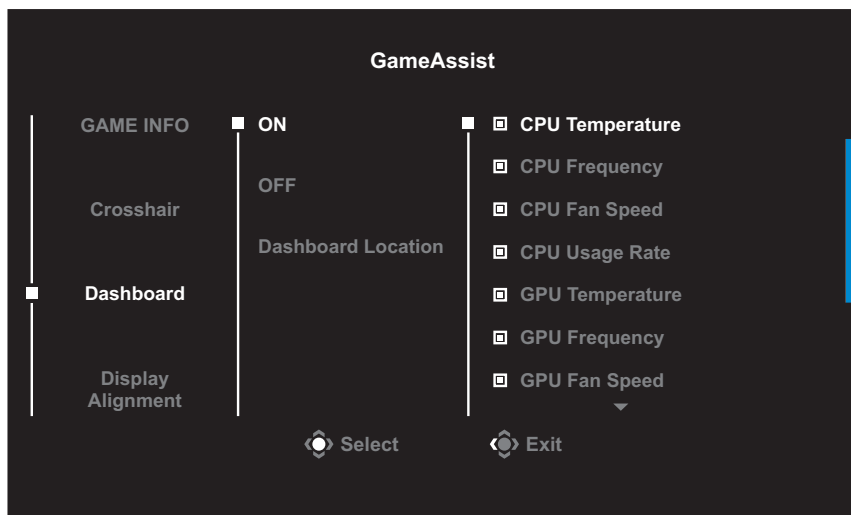 GameAssist
GAME INFO
Crosshair
Dashboard
Display
Alignment
ON
OFF
Dashboard Location
CPU Temperature
CPU Frequency
CPU Fan Speed
CPU Usage Rate
GPU Temperature
GPU Frequency
GPU Fan Speed
Select
Exit